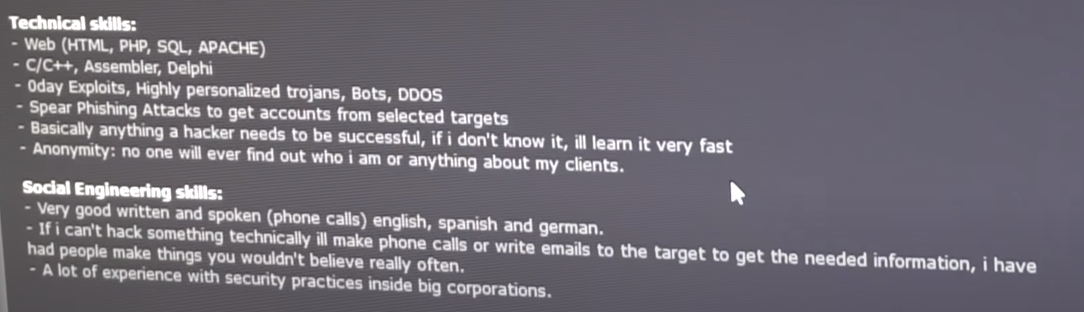 Technical skills:
- Web (HTML, PHP, SQL, APACHE)
- C/C++, Assembler, Delphi
- 0day Exploits, Highly personalized trojans, Bots, DDOS
- Spear Phishing Attacks to get accounts from selected targets
- Basically anything a hacker needs to be successful, if i don't know it, ill learn it very fast
- Anonymity: no one will ever find out who i am or anything about my clients.
Social Engineering skills:
- Very good written and spoken (phone calls) english, spanish and german.
- If i can't hack something technically ill make phone calls or write emails to the target to get the needed information, i have
had people make things you wouldn't believe really often.
- A lot of experience with security practices inside big corporations.